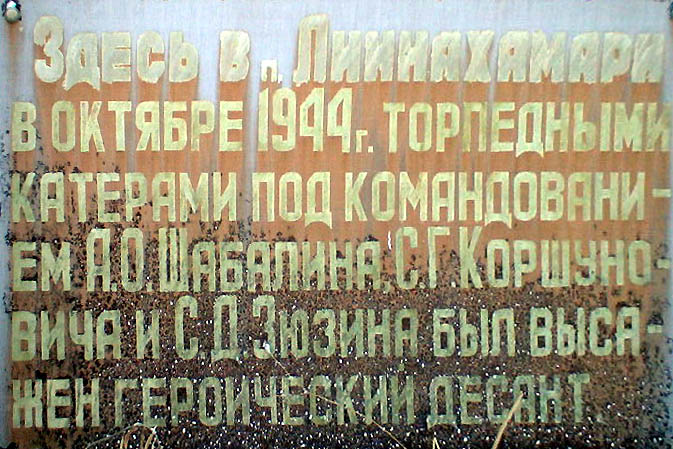 Здесь в п. Лиинахамари
в октябре 1944 г. торпедными
катерами под командовани-
ем А.О.Шабалина, С.Г.Коршуно-
вича и С.Д.Зюзина был выса-
жен героический десант.